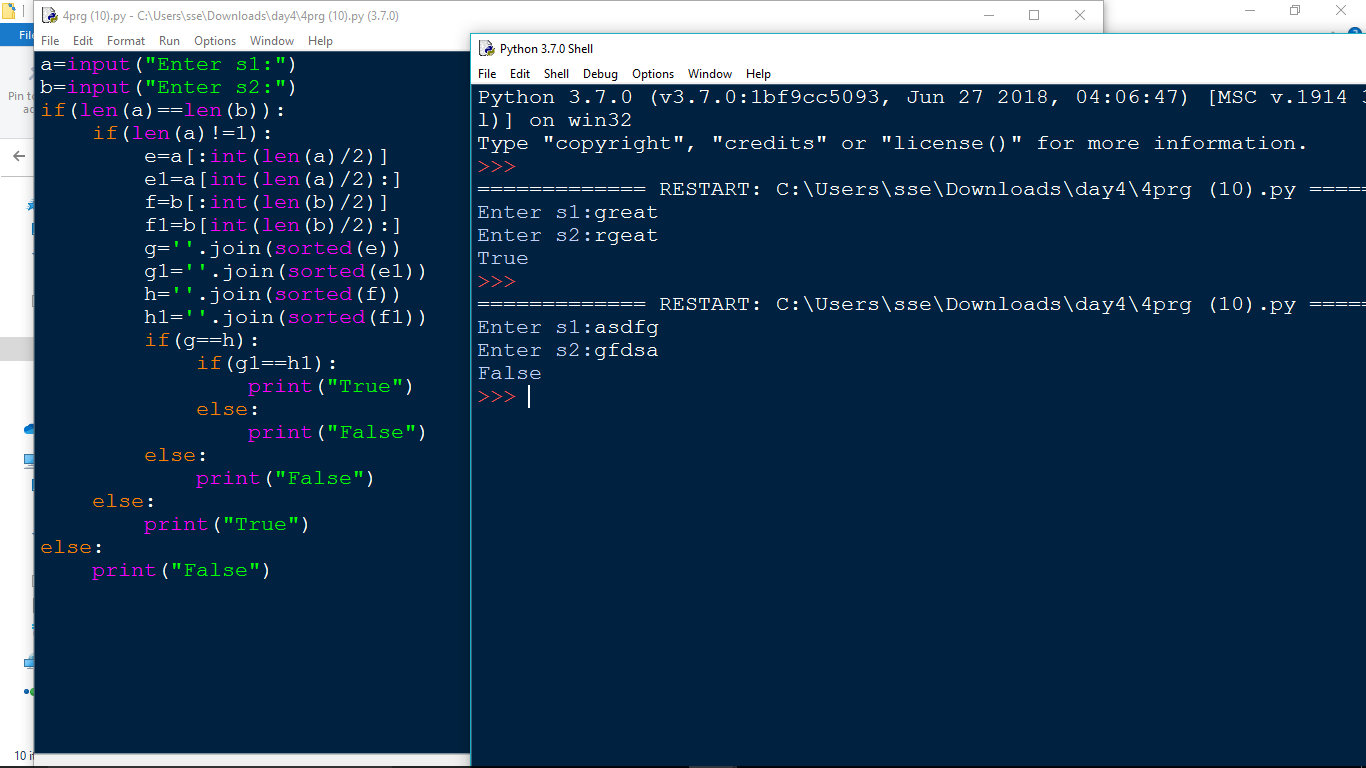 4prg (10).py - C:\Users\sse\Downloads\day4\4prg (10).py (3.7.0)
File Edit Format Run Options Window Help
a=input("Enter s1:")
b=input("Enter s2:")
if(len(a)==len(b)):
    if(len(a)!=1):
        e=a[:int(len(a)/2)]
        e1=a[int(len(a)/2):]
        f=b[:int(len(b)/2)]
        f1=b[int(len(b)/2):]
        g=''.join(sorted(e))
        g1=''.join(sorted(e1))
        h=''.join(sorted(f))
        h1=''.join(sorted(f1))
        if(g==h):
            if(g1==h1):
                print("True")
            else:
                print("False")
        else:
            print("False")
    else:
        print("True")
else:
    print("False")
Python 3.7.0 Shell
File Edit Shell Debug Options Window Help
Python 3.7.0 (v3.7.0:1bf9cc5093, Jun 27 2018, 04:06:47) [MSC v.1914
l)] on win32
Type "copyright", "credits" or "license()" for more information.
>>>
============= RESTART: C:\Users\sse\Downloads\day4\4prg (10).py =====
Enter s1:great
Enter s2:rgeat
True
>>>
============= RESTART: C:\Users\sse\Downloads\day4\4prg (10).py =====
Enter s1:asdfg
Enter s2:gfdsa
False
>>>
File
Pin to
10